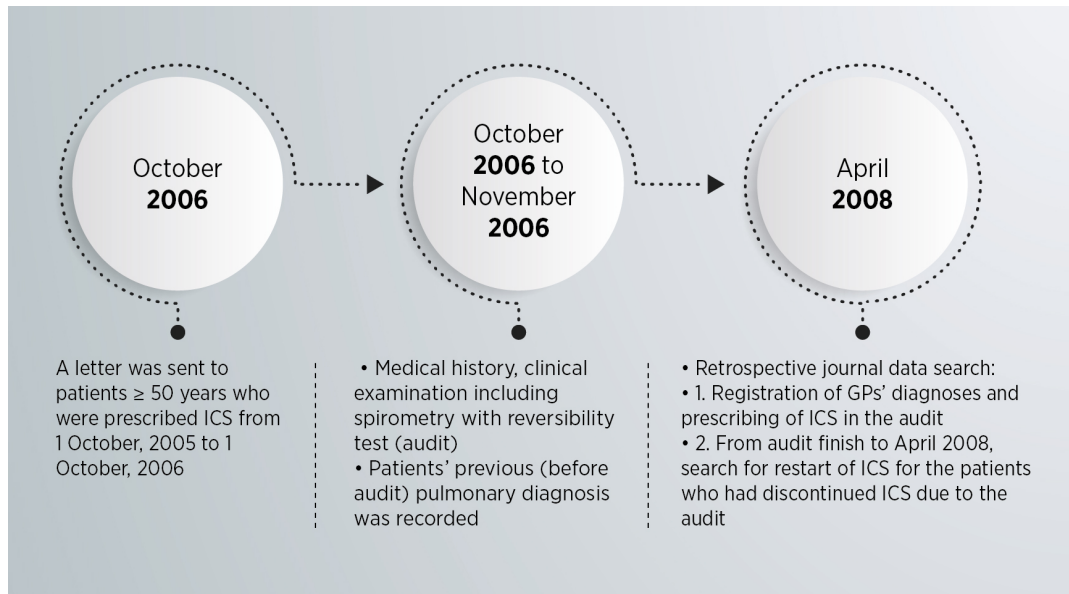 October
2006
October
2006 to
November
2006
April
2008
A letter was sent to
patients ≥ 50 years who
were prescribed ICS from
1 October, 2005 to 1
October, 2006
• Medical history, clinical
examination including
spirometry with reversibility
test (audit)
• Patients’ previous (before
audit) pulmonary diagnosis
was recorded
• Retrospective journal data search:
• 1. Registration of GPs’ diagnoses and
prescribing of ICS in the audit
• 2. From audit finish to April 2008,
search for restart of ICS for the patients
who had discontinued ICS due to the
audit